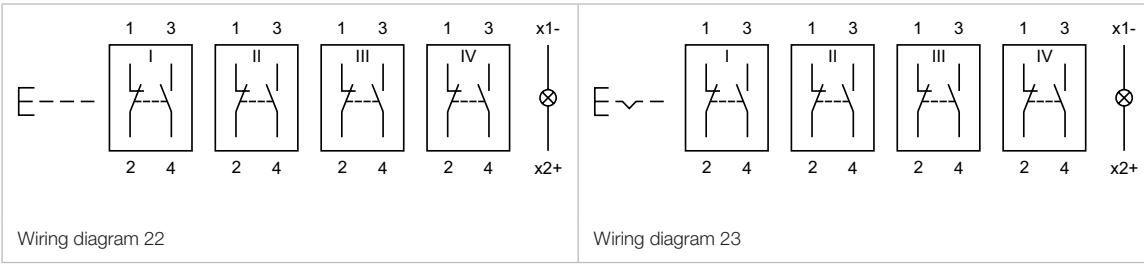 1 3 1 3 1 3 1 3 x1-
I II III IV
2 4 2 4 2 4 2 4 x2+
Wiring diagram 22
1 3 1 3 1 3 1 3 x1-
I II III IV
2 4 2 4 2 4 2 4 x2+
Wiring diagram 23